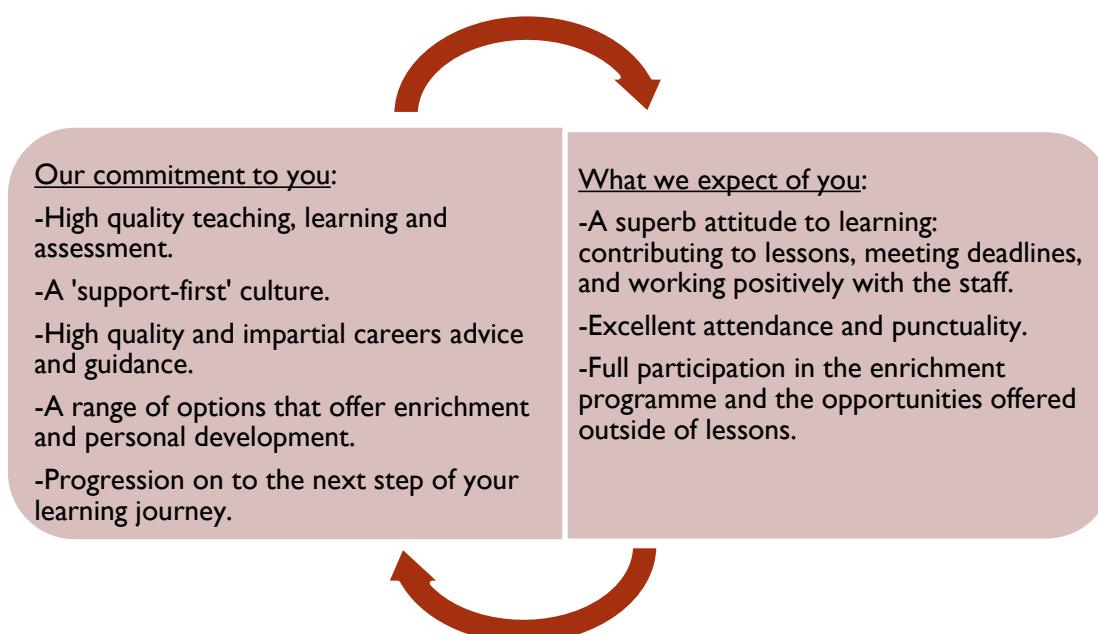 Our commitment to you:
-High quality teaching, learning and
assessment.
-A 'support-first' culture.
-High quality and impartial careers advice
and guidance.
-A range of options that offer enrichment
and personal development.
-Progression on to the next step of your
learning journey.
What we expect of you:
-A superb attitude to learning:
contributing to lessons, meeting deadlines,
and working positively with the staff.
-Excellent attendance and punctuality.
-Full participation in the enrichment
programme and the opportunities offered
outside of lessons.